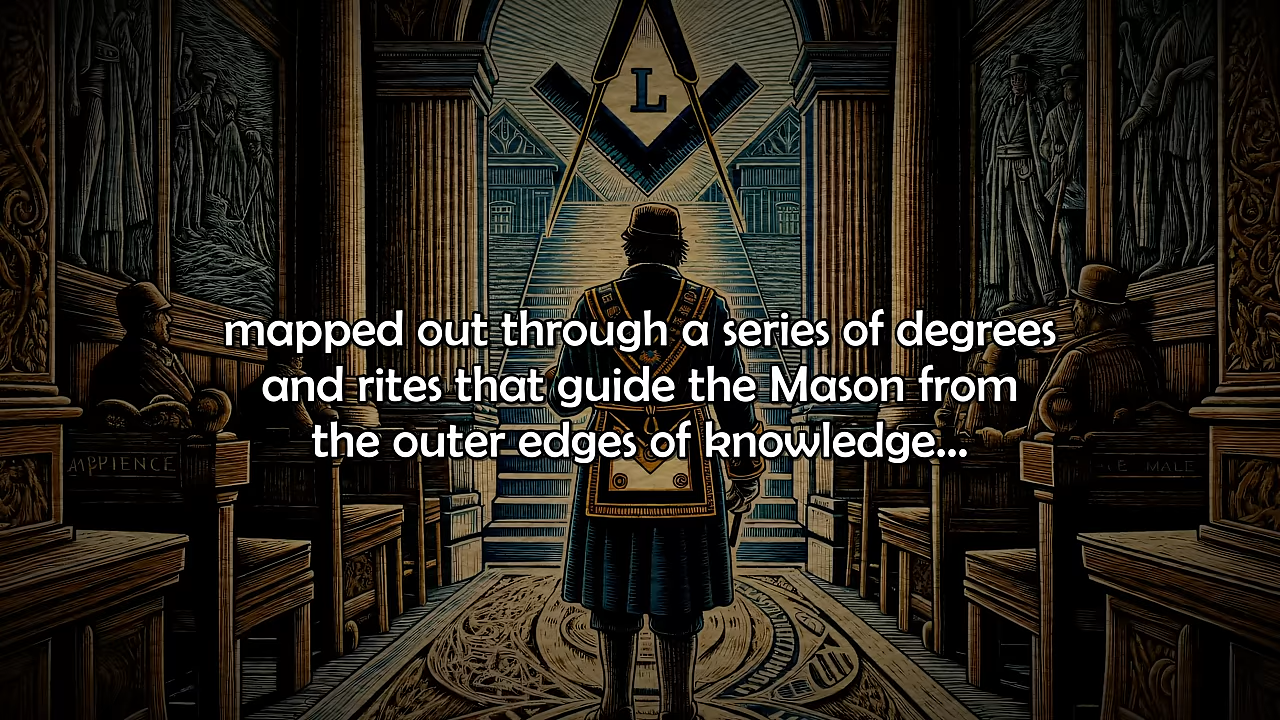 L
mapped out through a series of degrees
and rites that guide the Mason from
the outer edges of knowledge...
APPIENCE
E MALE